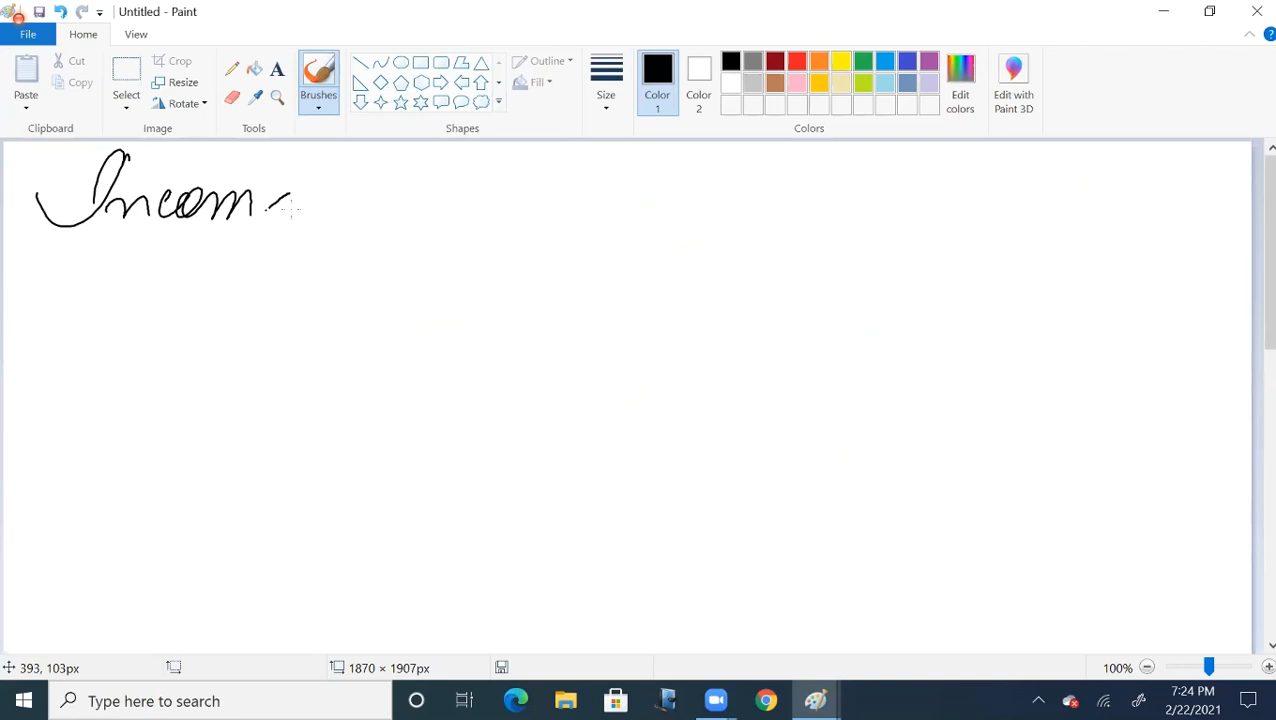 Untitled - Paint
File Home View
Paste
Cut
Copy
Clipboard
Select
Crop
Resize
Rotate
Image
Tools
Brushes
Outline
Fill
Shapes
Size
Color 1
Color 2
Edit colors
Edit with Paint 3D
Colors
Incom
393, 103px
1870 × 1907px
100%
Type here to search
7:24 PM
2/22/2021